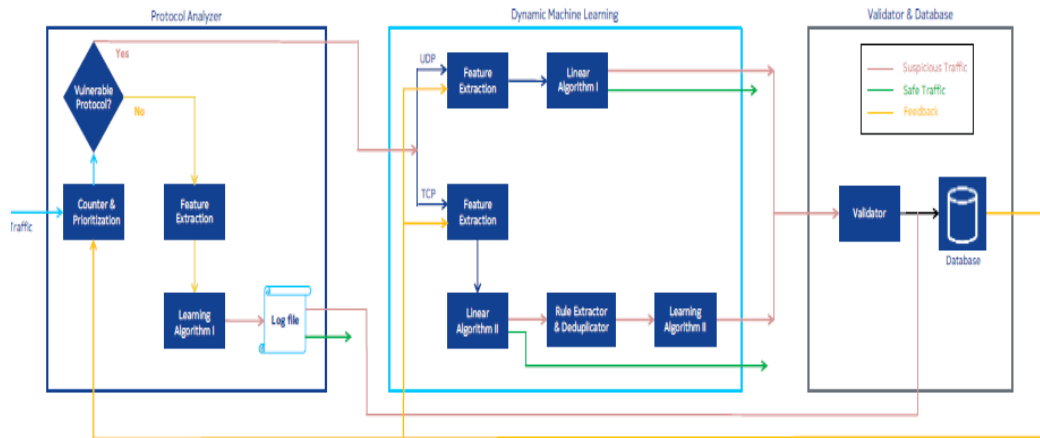 Protocol Analyzer
Dynamic Machine Learning
Validator & Database
Yes
Vulnerable
Protocol?
No
Counter &
Prioritization
Traffic
Feature
Extraction
Learning
Algorithm I
Log file
UDP
Feature
Extraction
Linear
Algorithm I
TCP
Feature
Extraction
Linear
Algorithm II
Rule Extractor
& Deduplicator
Learning
Algorithm II
Suspicious Traffic
Safe Traffic
Feedback
Validator
Database